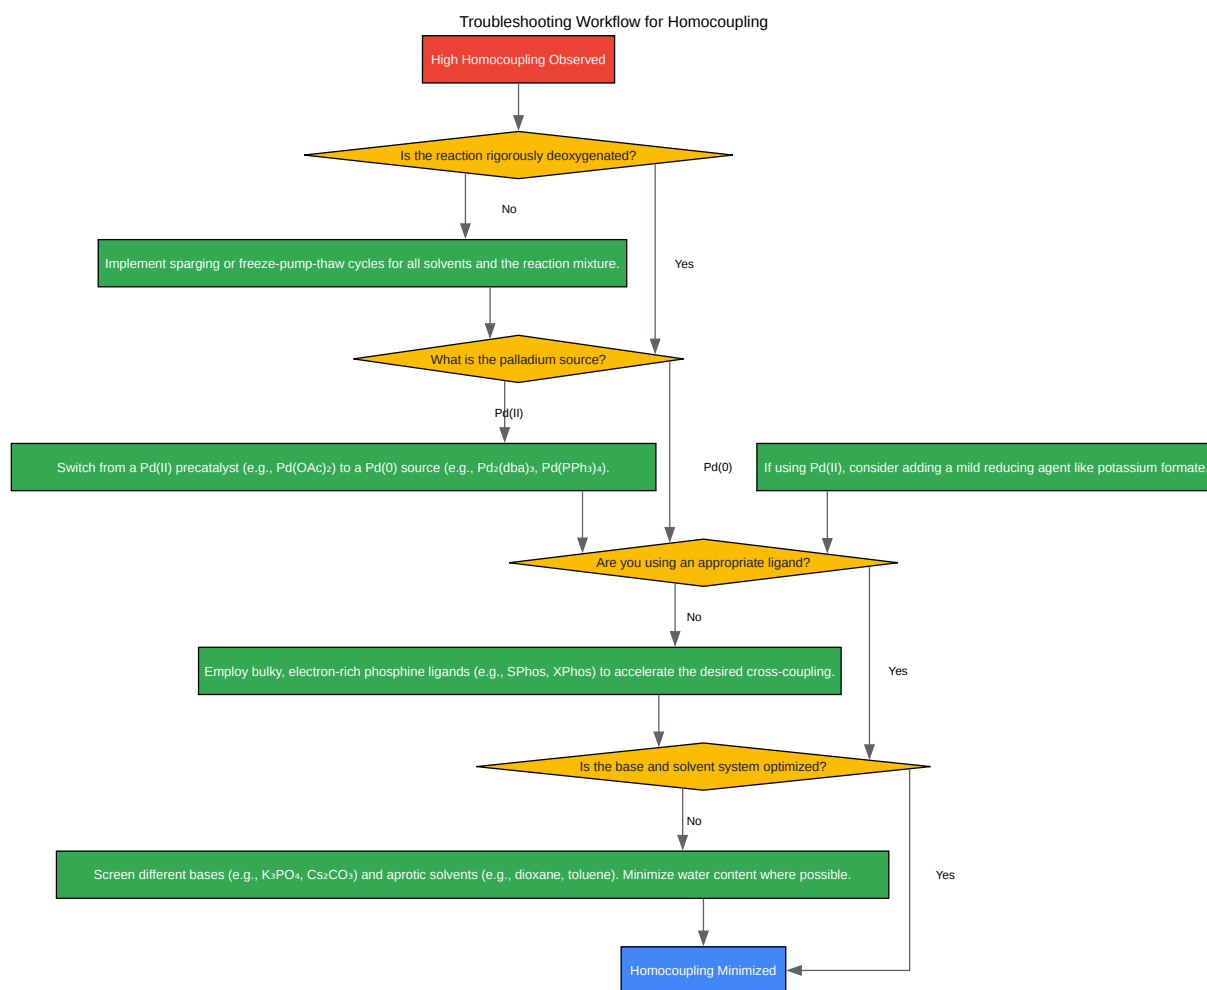 Troubleshooting Workflow for Homocoupling
High Homocoupling Observed
Is the reaction rigorously deoxygenated?
No
Implement sparging or freeze-pump-thaw cycles for all solvents and the reaction mixture.
Yes
What is the palladium source?
Pd(II)
Switch from a Pd(II) precatalyst (e.g., Pd(OAc)₂) to a Pd(0) source (e.g., Pd₂(dba)₃, Pd(PPh₃)₄).
Pd(0)
If using Pd(II), consider adding a mild reducing agent like potassium formate.
Are you using an appropriate ligand?
No
Employ bulky, electron-rich phosphine ligands (e.g., SPhos, XPhos) to accelerate the desired cross-coupling.
Yes
Is the base and solvent system optimized?
No
Screen different bases (e.g., K₃PO₄, Cs₂CO₃) and aprotic solvents (e.g., dioxane, toluene). Minimize water content where possible.
Yes
Homocoupling Minimized